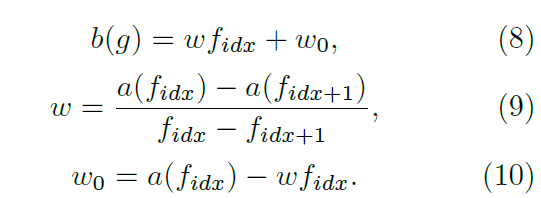 b(g) = wf_{idx} + w_0, (8)
w = \frac{a(f_{idx}) - a(f_{idx+1})}{f_{idx} - f_{idx+1}}, (9)
w_0 = a(f_{idx}) - wf_{idx}. (10)